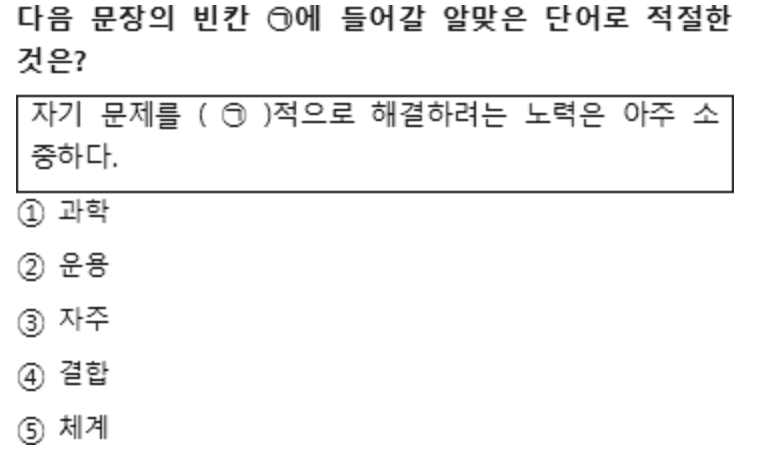 다음 문장의 빈칸 ㉠에 들어갈 알맞은 단어로 적절한
것은?
자기 문제를 ( ㉠ )적으로 해결하려는 노력은 아주 소
중하다.
① 과학
② 운용
③ 자주
④ 결합
⑤ 체계